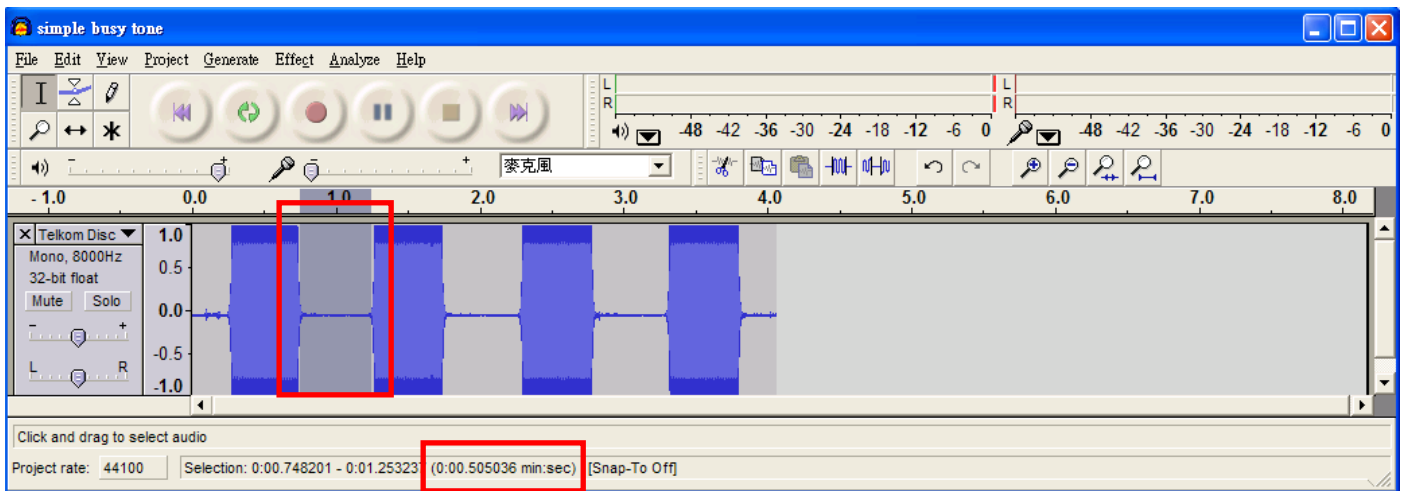 simple busy tone
File Edit View Project Generate Effect Analyze Help
L
R
-48 -42 -36 -30 -24 -18 -12 -6 0
L
R
-48 -42 -36 -30 -24 -18 -12 -6 0
- +
- +
麥克風
- 1.0 0.0 1.0 2.0 3.0 4.0 5.0 6.0 7.0 8.0
X Telkom Disc
Mono, 8000Hz
32-bit float
Mute Solo
- +
L R
1.0
0.5
0.0
-0.5
-1.0
Click and drag to select audio
Project rate: 44100 Selection: 0:00.748201 - 0:01.253237 (0:00.505036 min:sec) [Snap-To Off]